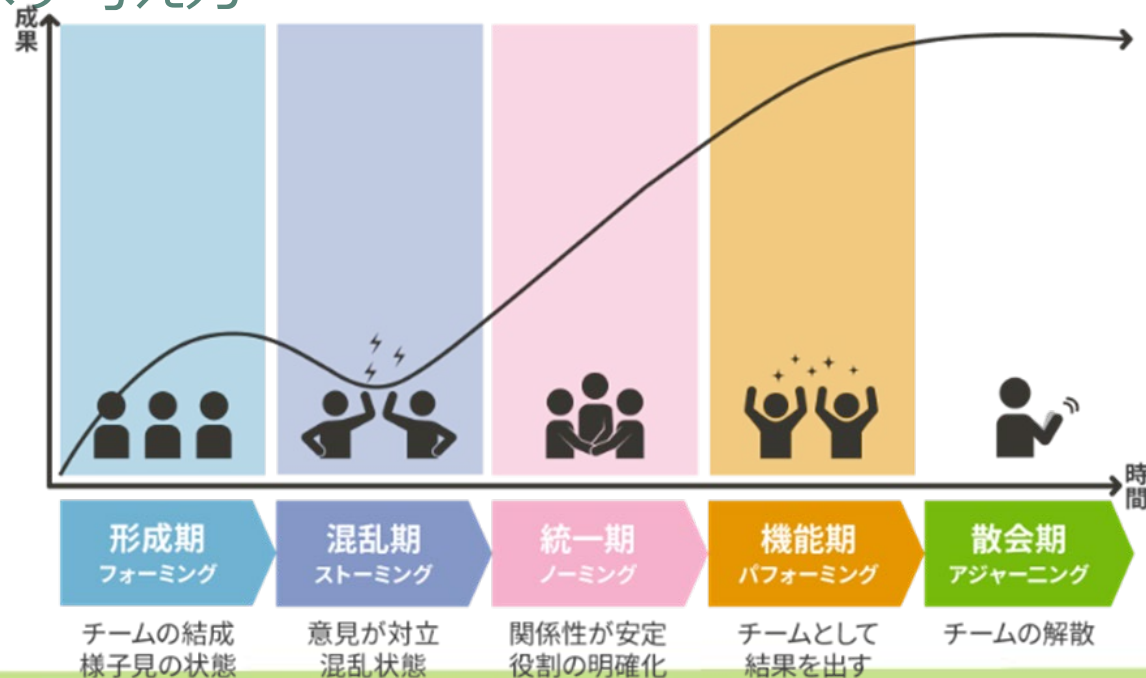 成果
時間
形成期
フォーミング
混乱期
ストーミング
統一期
ノーミング
機能期
パフォーミング
散会期
アジャーニング
チームの結成
様子見の状態
意見が対立
混乱状態
関係性が安定
役割の明確化
チームとして
結果を出す
チームの解散